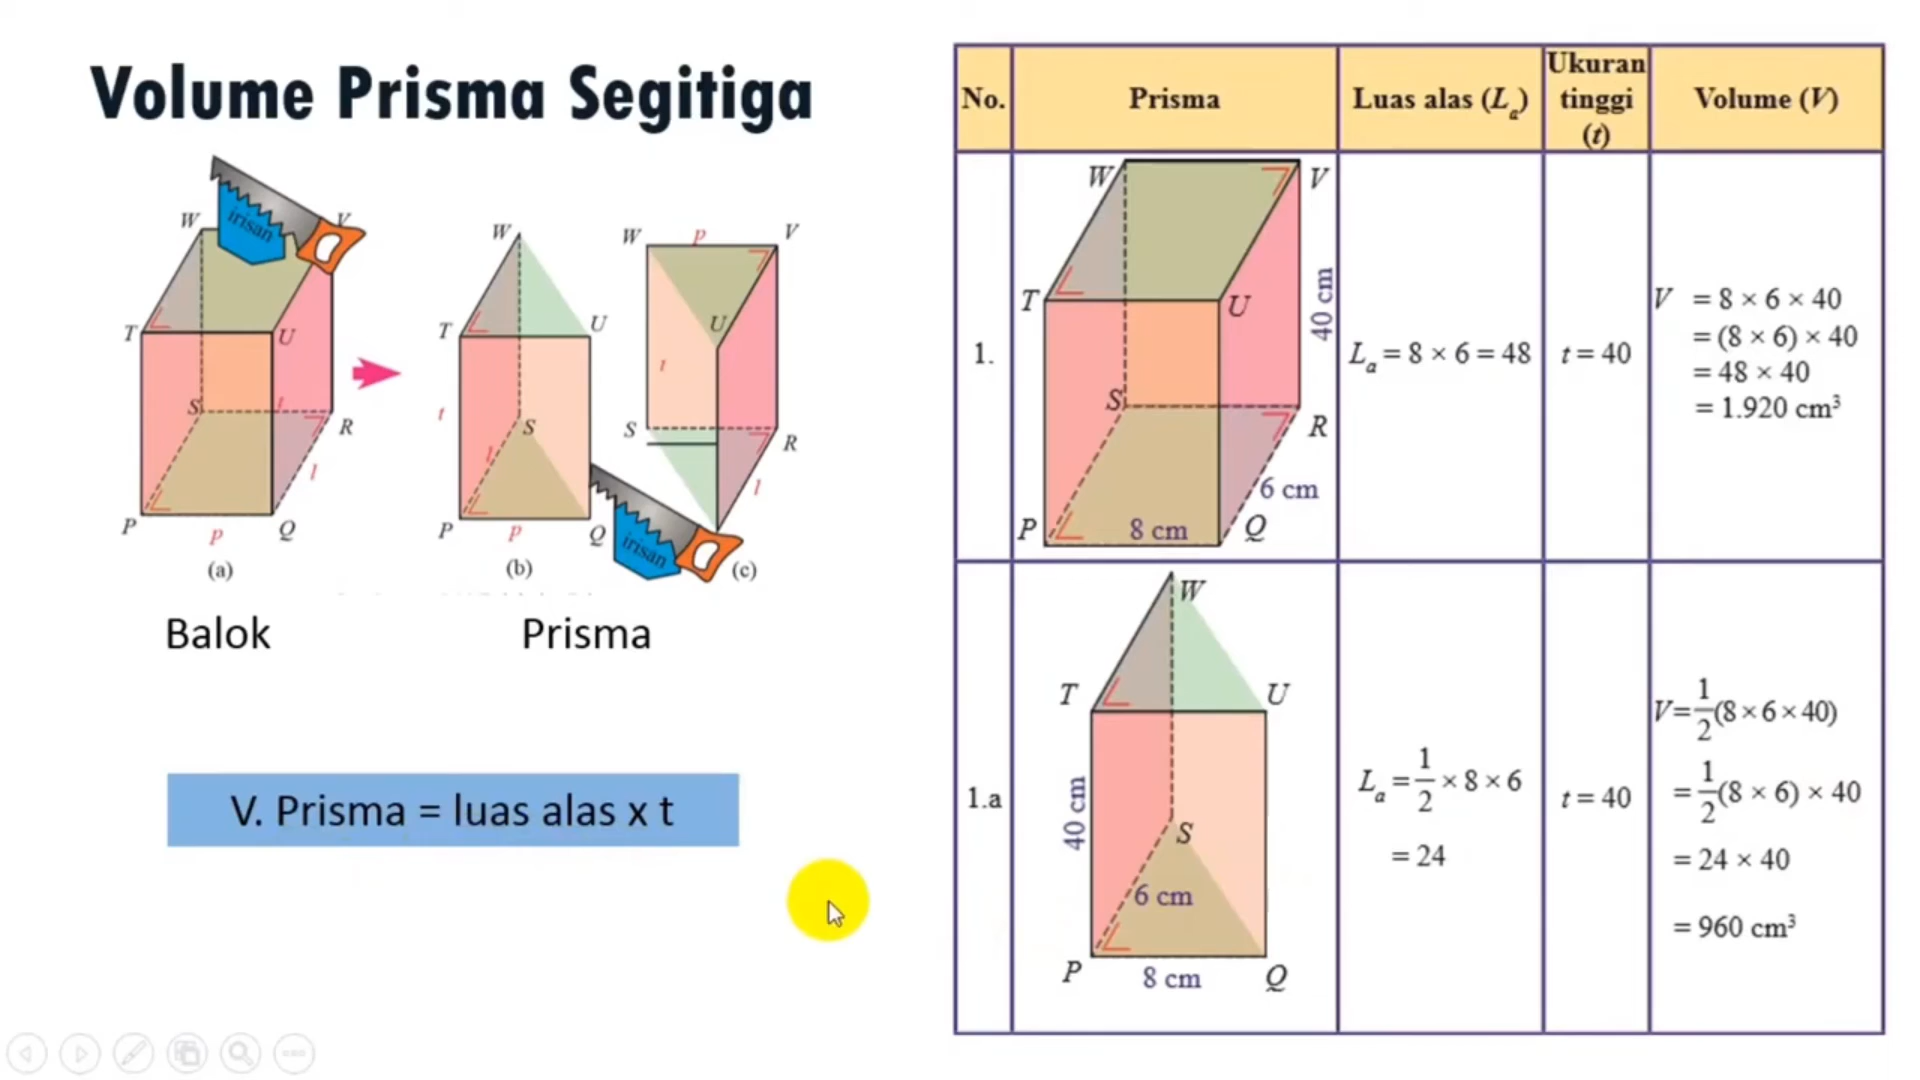 Volume Prisma Segitiga
irisan
W
V
T
U
S
t
R
l
P
p
Q
(a)
W
T
U
t
S
l
P
p
Q
(b)
irisan
W
p
V
U
t
S
R
l
(c)
Balok
Prisma
V. Prisma = luas alas x t
No.
Prisma
Luas alas (Lₐ)
Ukuran
tinggi
(t)
Volume (V)
1.
W
V
T
U
40 cm
S
R
6 cm
P
8 cm
Q
Lₐ = 8 × 6 = 48
t = 40
V = 8 × 6 × 40
= (8 × 6) × 40
= 48 × 40
= 1.920 cm³
1.a
W
T
U
40 cm
S
6 cm
P
8 cm
Q
Lₐ = 1/2 × 8 × 6
= 24
t = 40
V = 1/2 (8 × 6 × 40)
= 1/2 (8 × 6) × 40
= 24 × 40
= 960 cm³